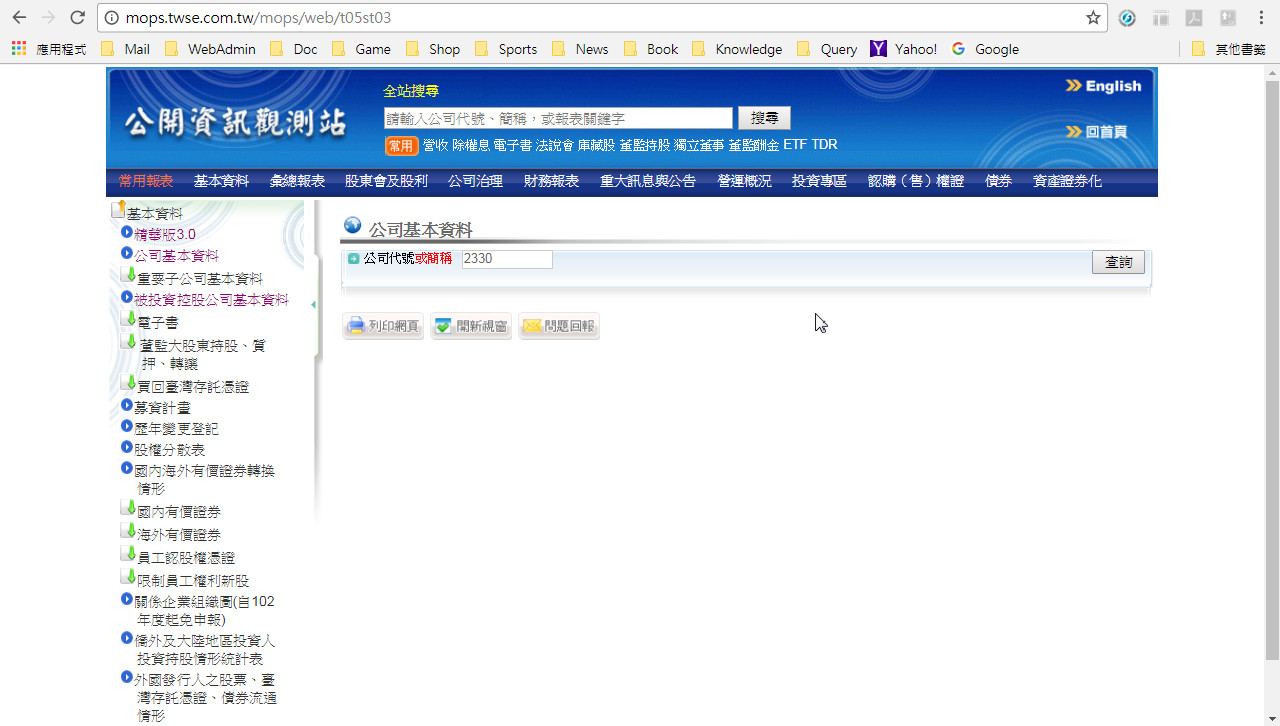 mops.twse.com.tw/mops/web/t05st03
應用程式 Mail WebAdmin Doc Game Shop Sports News Book Knowledge Query Yahoo! Google 其他書籤
公開資訊觀測站
全站搜尋
English
請輸入公司代號、簡稱，或報表關鍵字 搜尋
回首頁
常用 營收 除權息 電子書 法說會 庫藏股 董監持股 獨立董事 董監酬金 ETF TDR
常用報表 基本資料 彙總報表 股東會及股利 公司治理 財務報表 重大訊息與公告 營運概況 投資專區 認購（售）權證 債券 資產證券化
基本資料
精華版3.0
公司基本資料
重要子公司基本資料
被投資控股公司基本資料
電子書
董監大股東持股、質
押、轉讓
買回臺灣存託憑證
募資計畫
歷年變更登記
股權分散表
國內海外有價證券轉換
情形
國內有價證券
海外有價證券
員工認股權憑證
限制員工權利新股
關係企業組織圖(自102
年度起免申報)
僑外及大陸地區投資人
投資持股情形統計表
外國發行人之股票、臺
灣存託憑證、債券流通
情形
公司基本資料
公司代號或簡稱 2330 查詢
列印網頁 開新視窗 問題回報